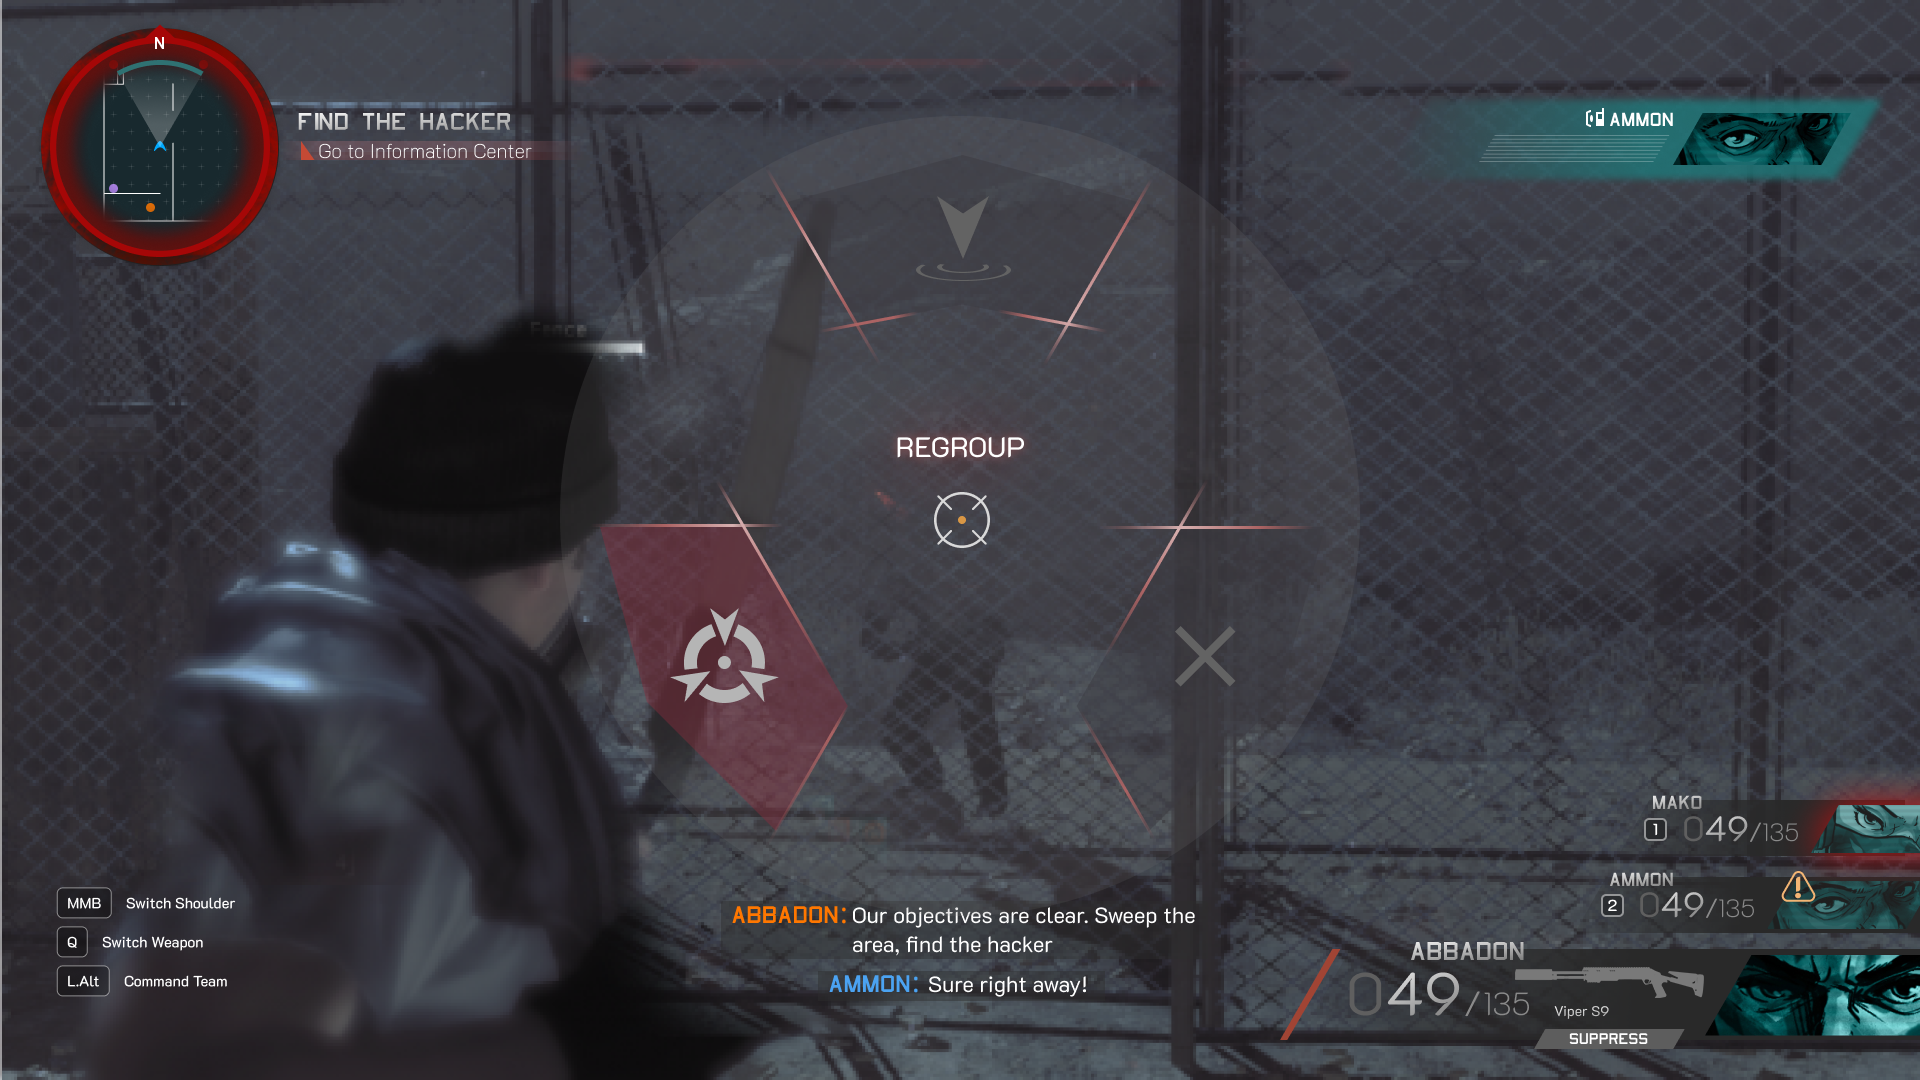 N
FIND THE HACKER
Go to Information Center
AMMON
Fence
REGROUP
MAKO
1 049/135
AMMON
2 049/135
ABBADON
049/135
Viper S9
SUPPRESS
MMB Switch Shoulder
Q Switch Weapon
L.Alt Command Team
ABBADON: Our objectives are clear. Sweep the
area, find the hacker
AMMON: Sure right away!